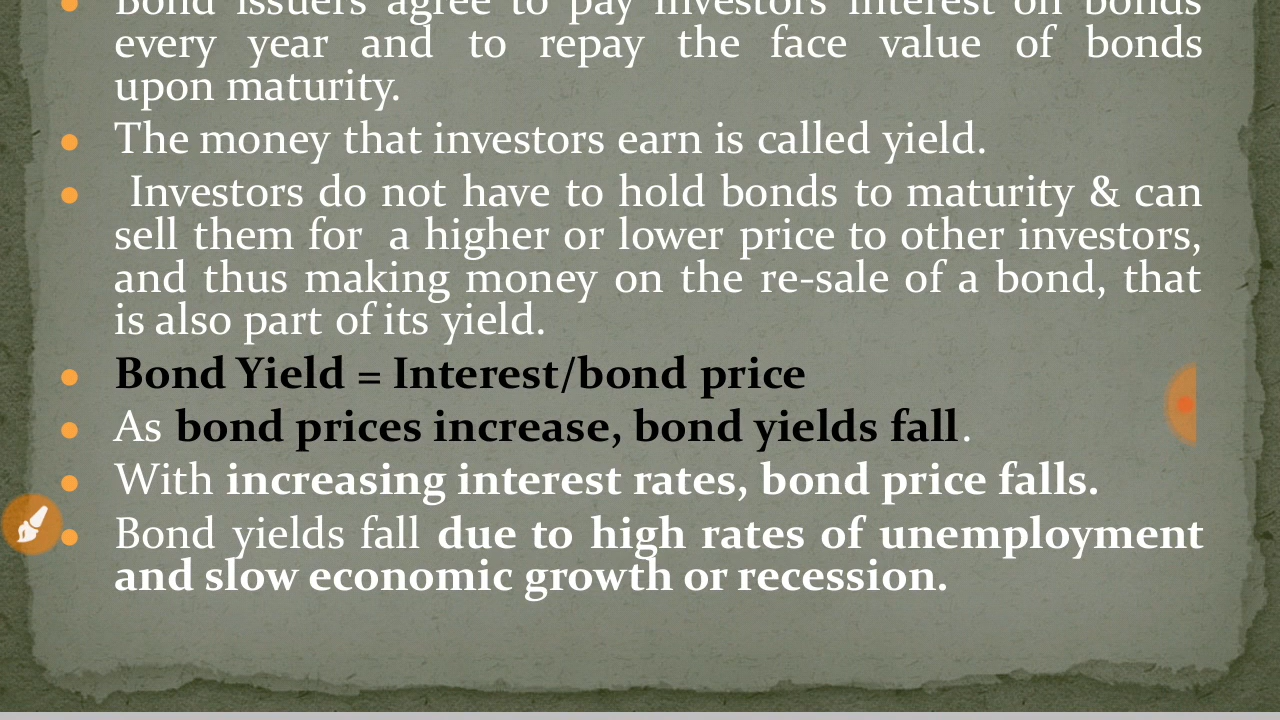 Bond issuers agree to pay investors interest on bonds
every year and to repay the face value of bonds
upon maturity.
The money that investors earn is called yield.
Investors do not have to hold bonds to maturity & can
sell them for a higher or lower price to other investors,
and thus making money on the re-sale of a bond, that
is also part of its yield.
Bond Yield = Interest/bond price
As bond prices increase, bond yields fall.
With increasing interest rates, bond price falls.
Bond yields fall due to high rates of unemployment
and slow economic growth or recession.